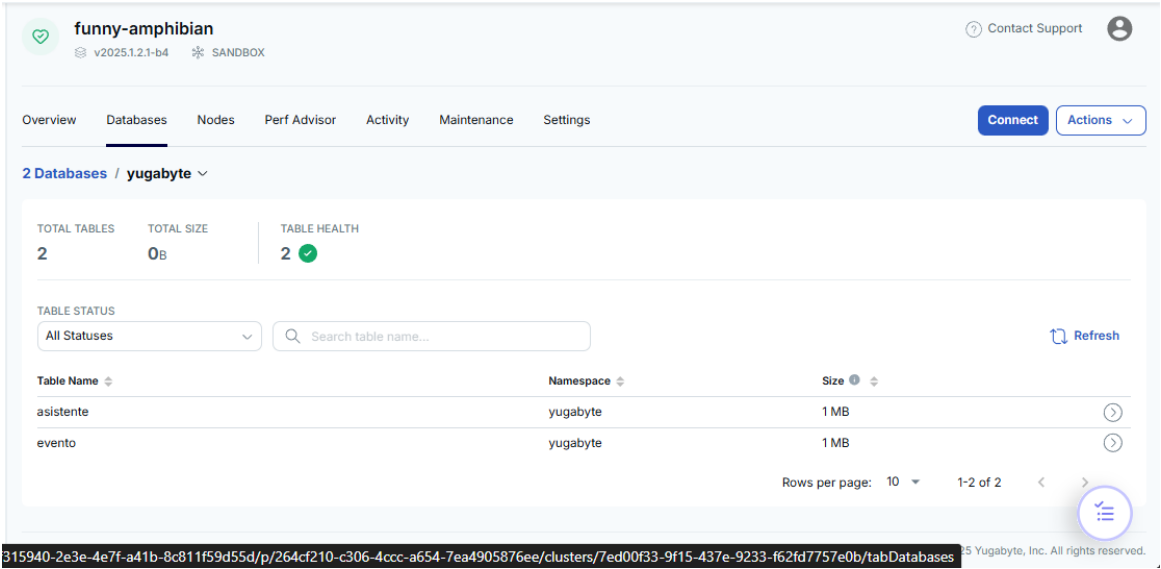 funny-amphibian
v2025.1.2.1-b4 SANDBOX
Contact Support
Overview Databases Nodes Perf Advisor Activity Maintenance Settings
Connect Actions
2 Databases / yugabyte
TOTAL TABLES TOTAL SIZE TABLE HEALTH
2 0B 2
TABLE STATUS
All Statuses Search table name... Refresh
Table Name Namespace Size
asistente yugabyte 1 MB
evento yugabyte 1 MB
Rows per page: 10 1-2 of 2
315940-2e3e-4e7f-a41b-8c811f59d55d/p/264cf210-c306-4ccc-a654-7ea4905876ee/clusters/7ed00f33-9f15-437e-9233-f62fd7757e0b/tabDatabases
25 Yugabyte, Inc. All rights reserved.